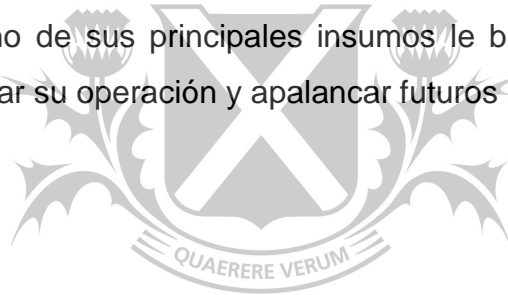 no de sus principales insumos le b
ar su operación y apalancar futuros
QUAERERE VERUM